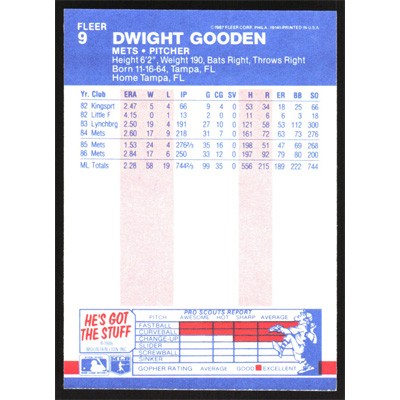 FLEER
9
DWIGHT GOODEN
METS • PITCHER
Height 6'2", Weight 190, Bats Right, Throws Right
Born 11-16-64, Tampa, FL
Home Tampa, FL
Yr. Club ERA W L IP G CG SV H R ER BB SO
82 Kingsprt 2.47 5 4 66 9 4 0 53 34 18 25 66
82 Little F 4.15 0 1 13 2 0 0 11 6 6 3 18
83 Lynchbrg 2.50 19 4 191 27 10 0 121 58 53 112 300
84 Mets 2.60 17 9 218 31 7 0 161 72 63 73 276
85 Mets 1.53 24 4 276⅔ 35 16 0 198 51 47 69 268
86 Mets 2.84 17 6 250 33 12 0 197 92 79 80 200
ML Totals 2.28 58 19 744⅔ 99 35 0 556 215 189 222 744
HE'S GOT
THE STUFF
PRO SCOUTS REPORT
PITCH AWESOME HOT SHARP AVERAGE
FASTBALL
CURVEBALL
CHANGE-UP
SLIDER
SCREWBALL
SINKER
GOPHER RATING AVERAGE GOOD EXCELLENT